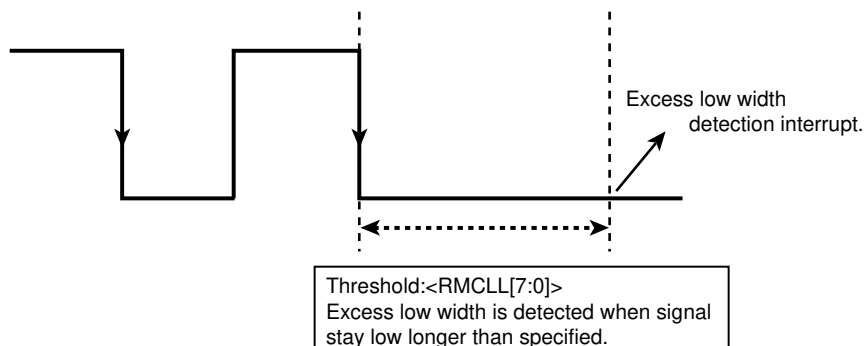 Excess low width
detection interrupt.
Threshold:<RMCLL[7:0]>
Excess low width is detected when signal
stay low longer than specified.